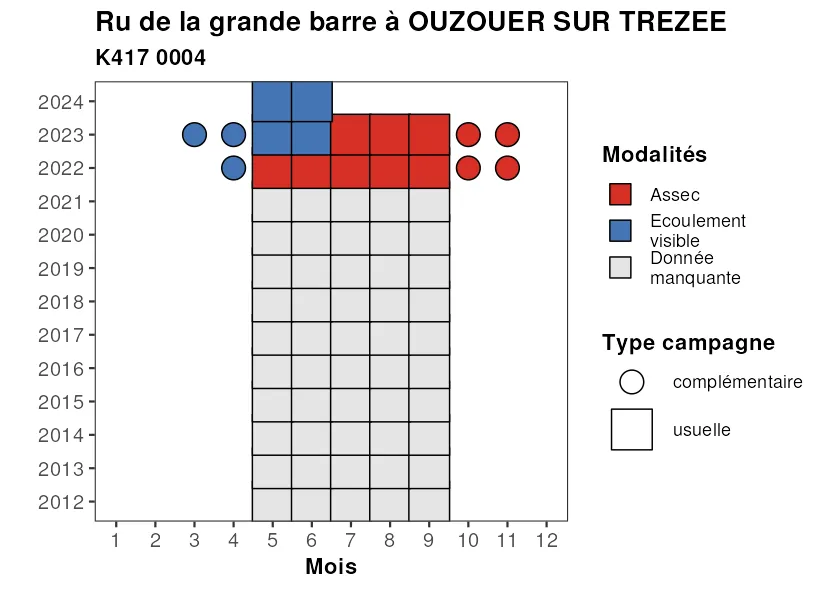 Ru de la grande barre à OUZOUER SUR TREZEE
K417 0004
2024
2023
2022
2021
2020
2019
2018
2017
2016
2015
2014
2013
2012
1 2 3 4 5 6 7 8 9 10 11 12
Mois
Modalités
Assec
Ecoulement
visible
Donnée
manquante
Type campagne
complémentaire
usuelle